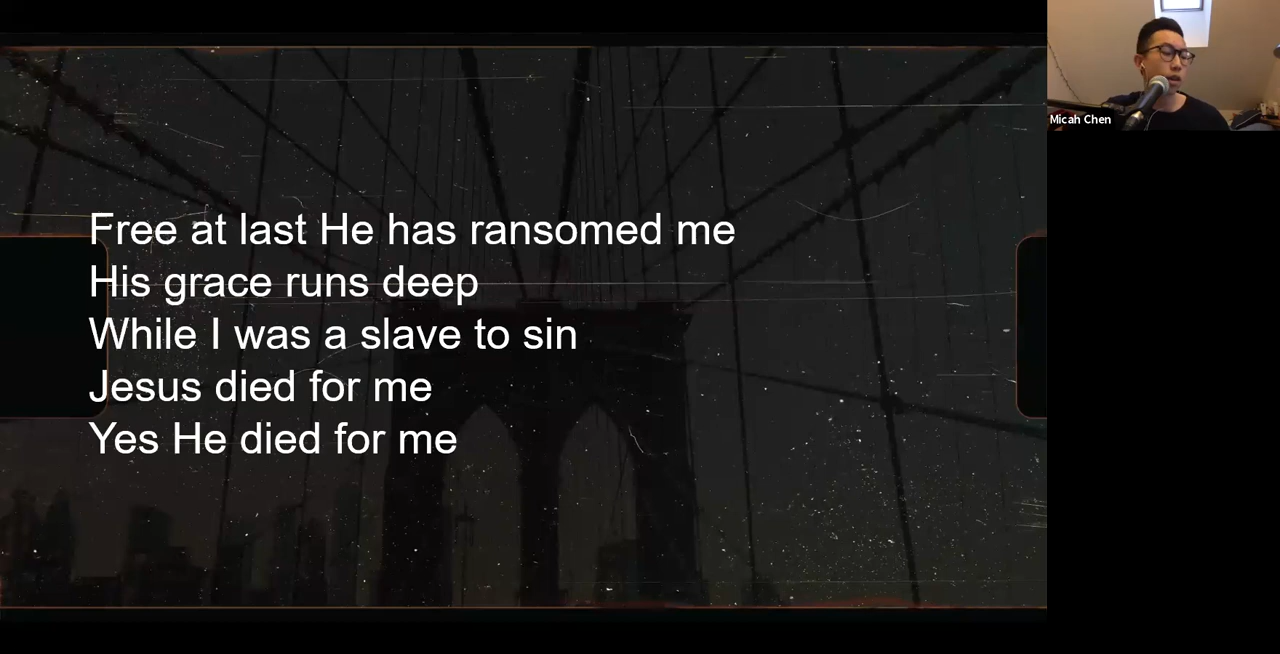 Free at last He has ransomed me
His grace runs deep
While I was a slave to sin
Jesus died for me
Yes He died for me
Micah Chen